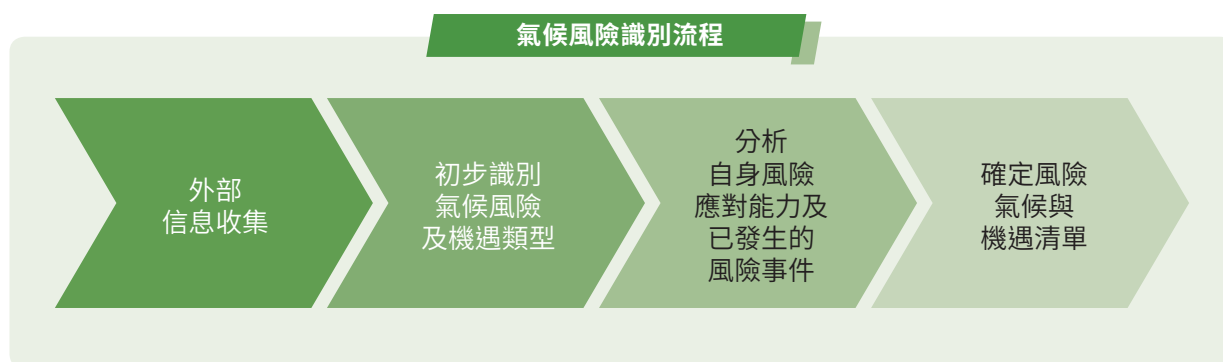 氣候風險識別流程
外部
信息收集
初步識別
氣候風險
及機遇類型
分析
自身風險
應對能力及
已發生的
風險事件
確定風險
氣候與
機遇清單